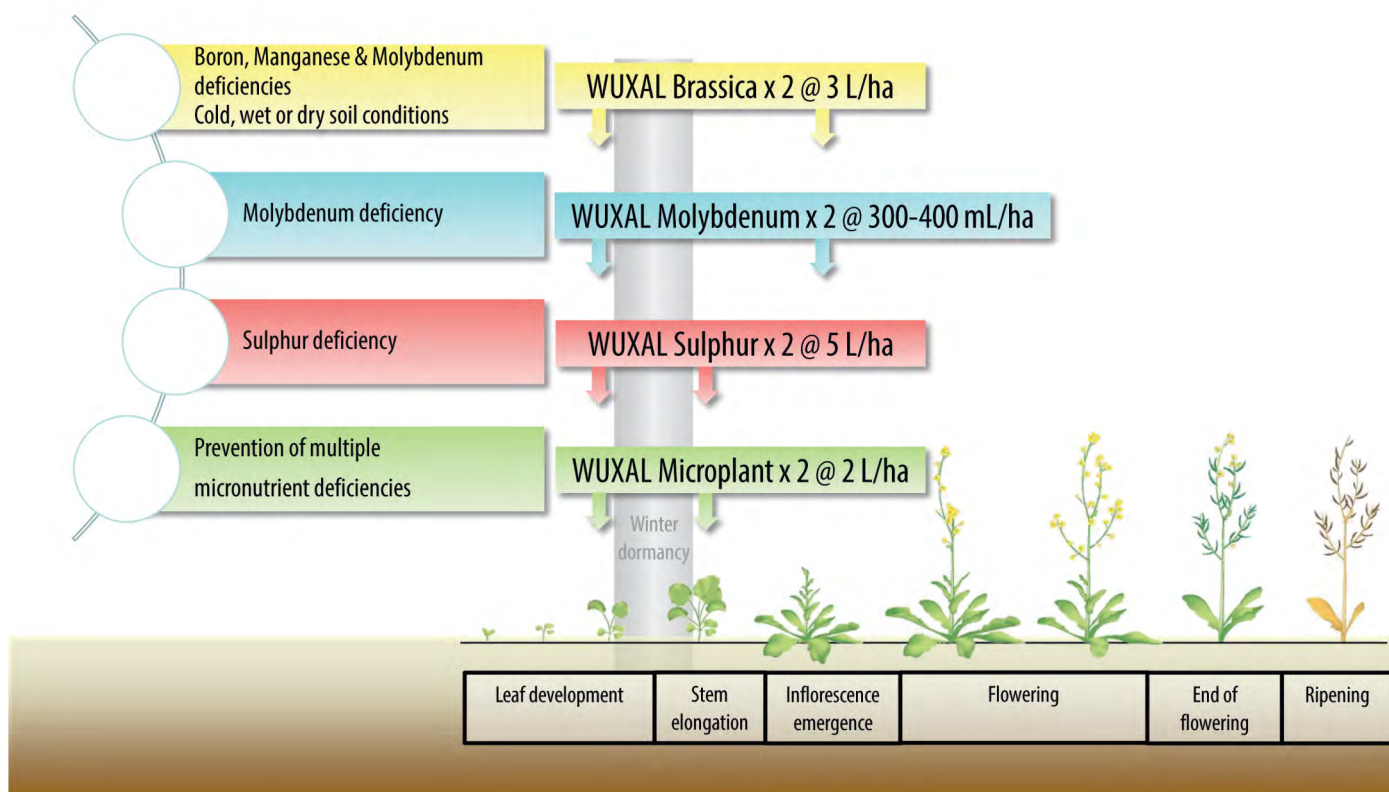 Boron, Manganese & Molybdenum
deficiencies
Cold, wet or dry soil conditions
WUXAL Brassica x 2 @ 3 L/ha
Molybdenum deficiency
WUXAL Molybdenum x 2 @ 300-400 mL/ha
Sulphur deficiency
WUXAL Sulphur x 2 @ 5 L/ha
Prevention of multiple
micronutrient deficiencies
WUXAL Microplant x 2 @ 2 L/ha
Winter
dormancy
Leaf development
Stem
elongation
Inflorescence
emergence
Flowering
End of
flowering
Ripening